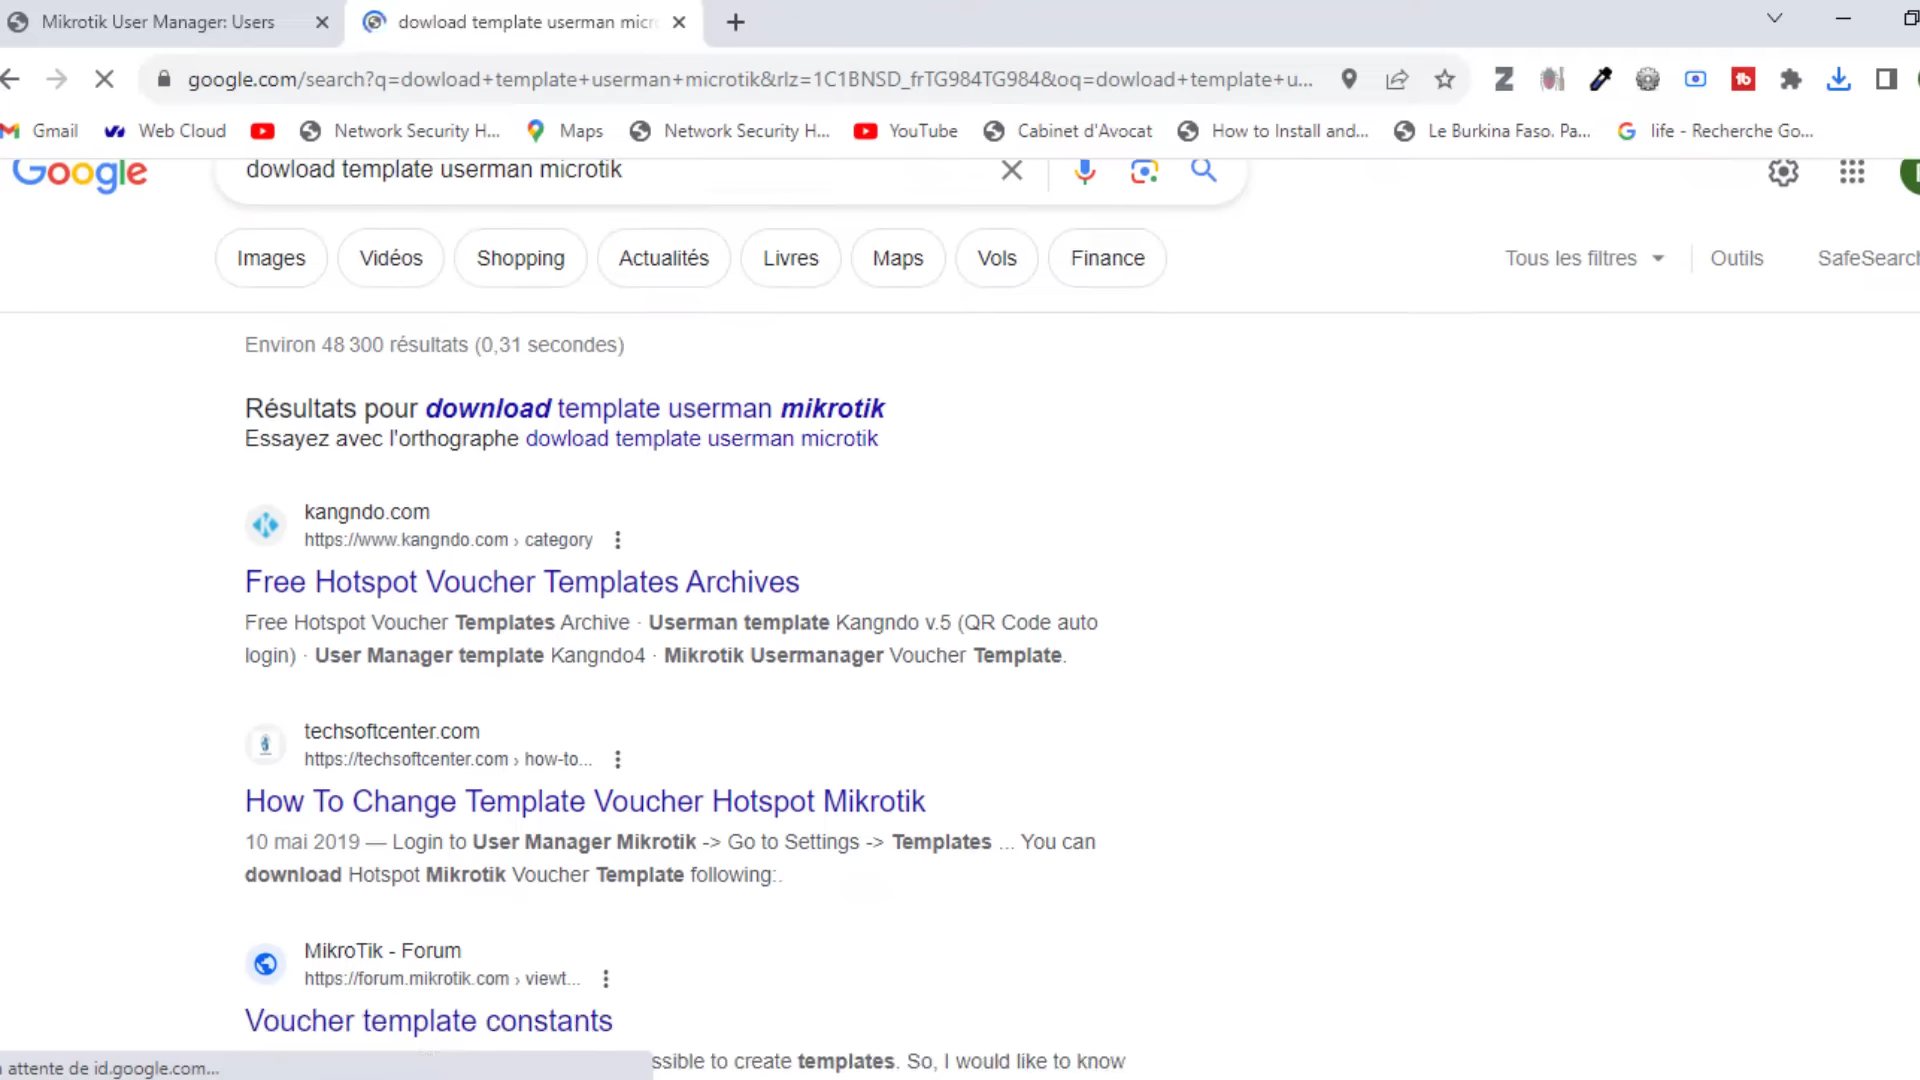 Mikrotik User Manager: Users
dowload template userman micr
google.com/search?q=dowload+template+userman+microtik&rlz=1C1BNSD_frTG984TG984&oq=dowload+template+u...
Gmail
Web Cloud
Network Security H...
Maps
Network Security H...
YouTube
Cabinet d'Avocat
How to Install and...
Le Burkina Faso. Pa...
life - Recherche Go...
Google
dowload template userman microtik
Images
Vidéos
Shopping
Actualités
Livres
Maps
Vols
Finance
Tous les filtres
Outils
SafeSearch
Environ 48 300 résultats (0,31 secondes)
Résultats pour download template userman mikrotik
Essayez avec l'orthographe dowload template userman microtik
kangndo.com
https://www.kangndo.com › category
Free Hotspot Voucher Templates Archives
Free Hotspot Voucher Templates Archive · Userman template Kangndo v.5 (QR Code auto
login) · User Manager template Kangndo4 · Mikrotik Usermanager Voucher Template.
techsoftcenter.com
https://techsoftcenter.com › how-to...
How To Change Template Voucher Hotspot Mikrotik
10 mai 2019 — Login to User Manager Mikrotik -> Go to Settings -> Templates ... You can
download Hotspot Mikrotik Voucher Template following:.
MikroTik - Forum
https://forum.mikrotik.com › viewt...
Voucher template constants
ssible to create templates. So, I would like to know
attente de id.google.com...